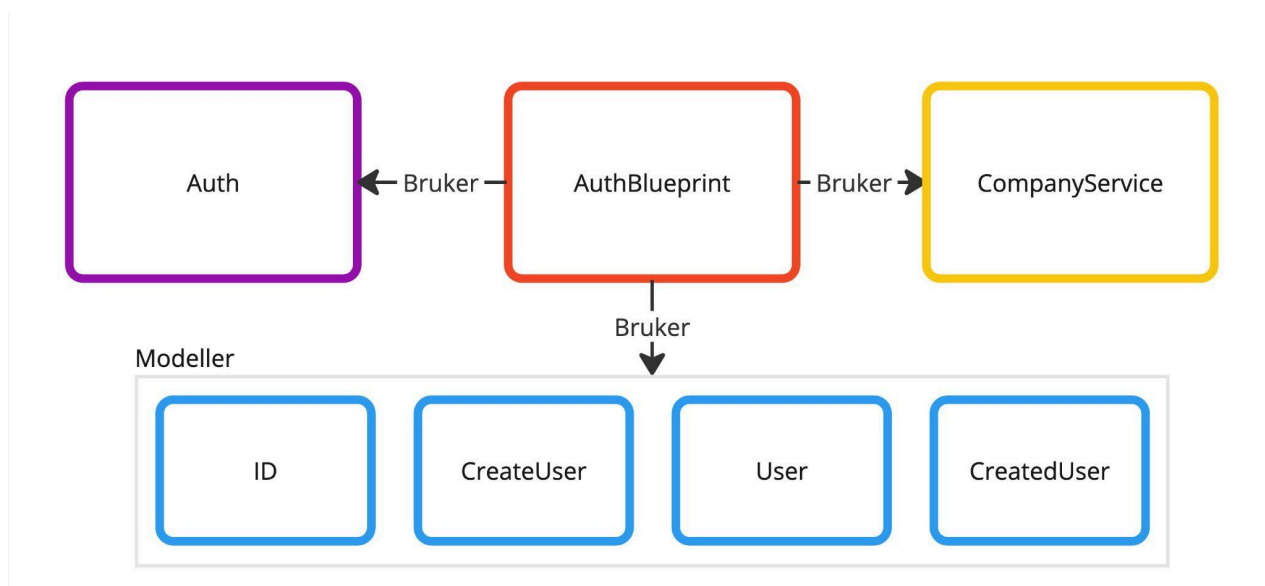 Auth
Bruker
AuthBlueprint
Bruker
CompanyService
Bruker
Modeller
ID
CreateUser
User
CreatedUser